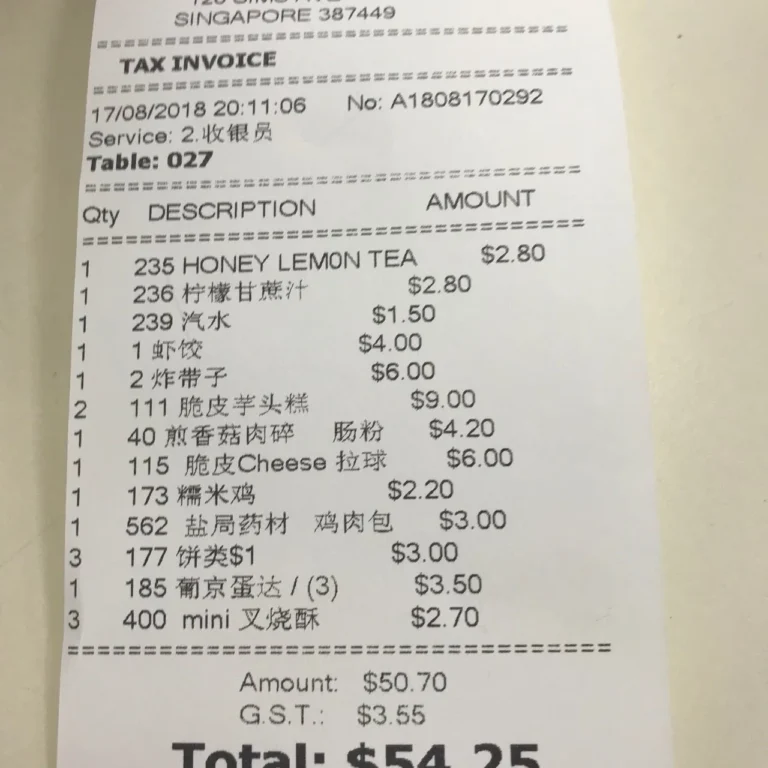 SINGAPORE 387449
================================
TAX INVOICE
================================
17/08/2018 20:11:06 No: A1808170292
Service: 2.收银员
Table: 027
================================
Qty DESCRIPTION AMOUNT
================================
1 235 HONEY LEMON TEA $2.80
1 236 柠檬甘蔗汁 $2.80
1 239 汽水 $1.50
1 1 虾饺 $4.00
1 2 炸带子 $6.00
2 111 脆皮芋头糕 $9.00
1 40 煎香菇肉碎 肠粉 $4.20
1 115 脆皮Cheese 拉球 $6.00
1 173 糯米鸡 $2.20
1 562 盐局药材 鸡肉包 $3.00
3 177 饼类$1 $3.00
1 185 葡京蛋达 / (3) $3.50
3 400 mini 叉烧酥 $2.70
================================
Amount: $50.70
G.S.T.: $3.55
Total: $54.25